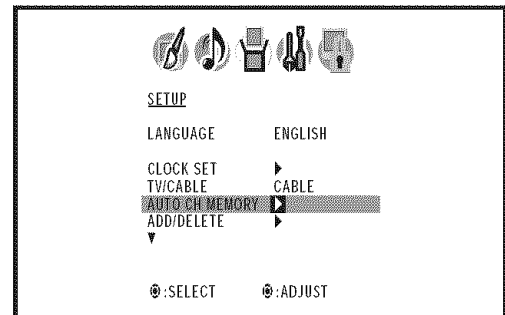 SETUP
LANGUAGE ENGLISH
CLOCK SET ▶
TV/CABLE CABLE
AUTO CH MEMORY ▶
ADD/DELETE ▶
▼
:SELECT :ADJUST